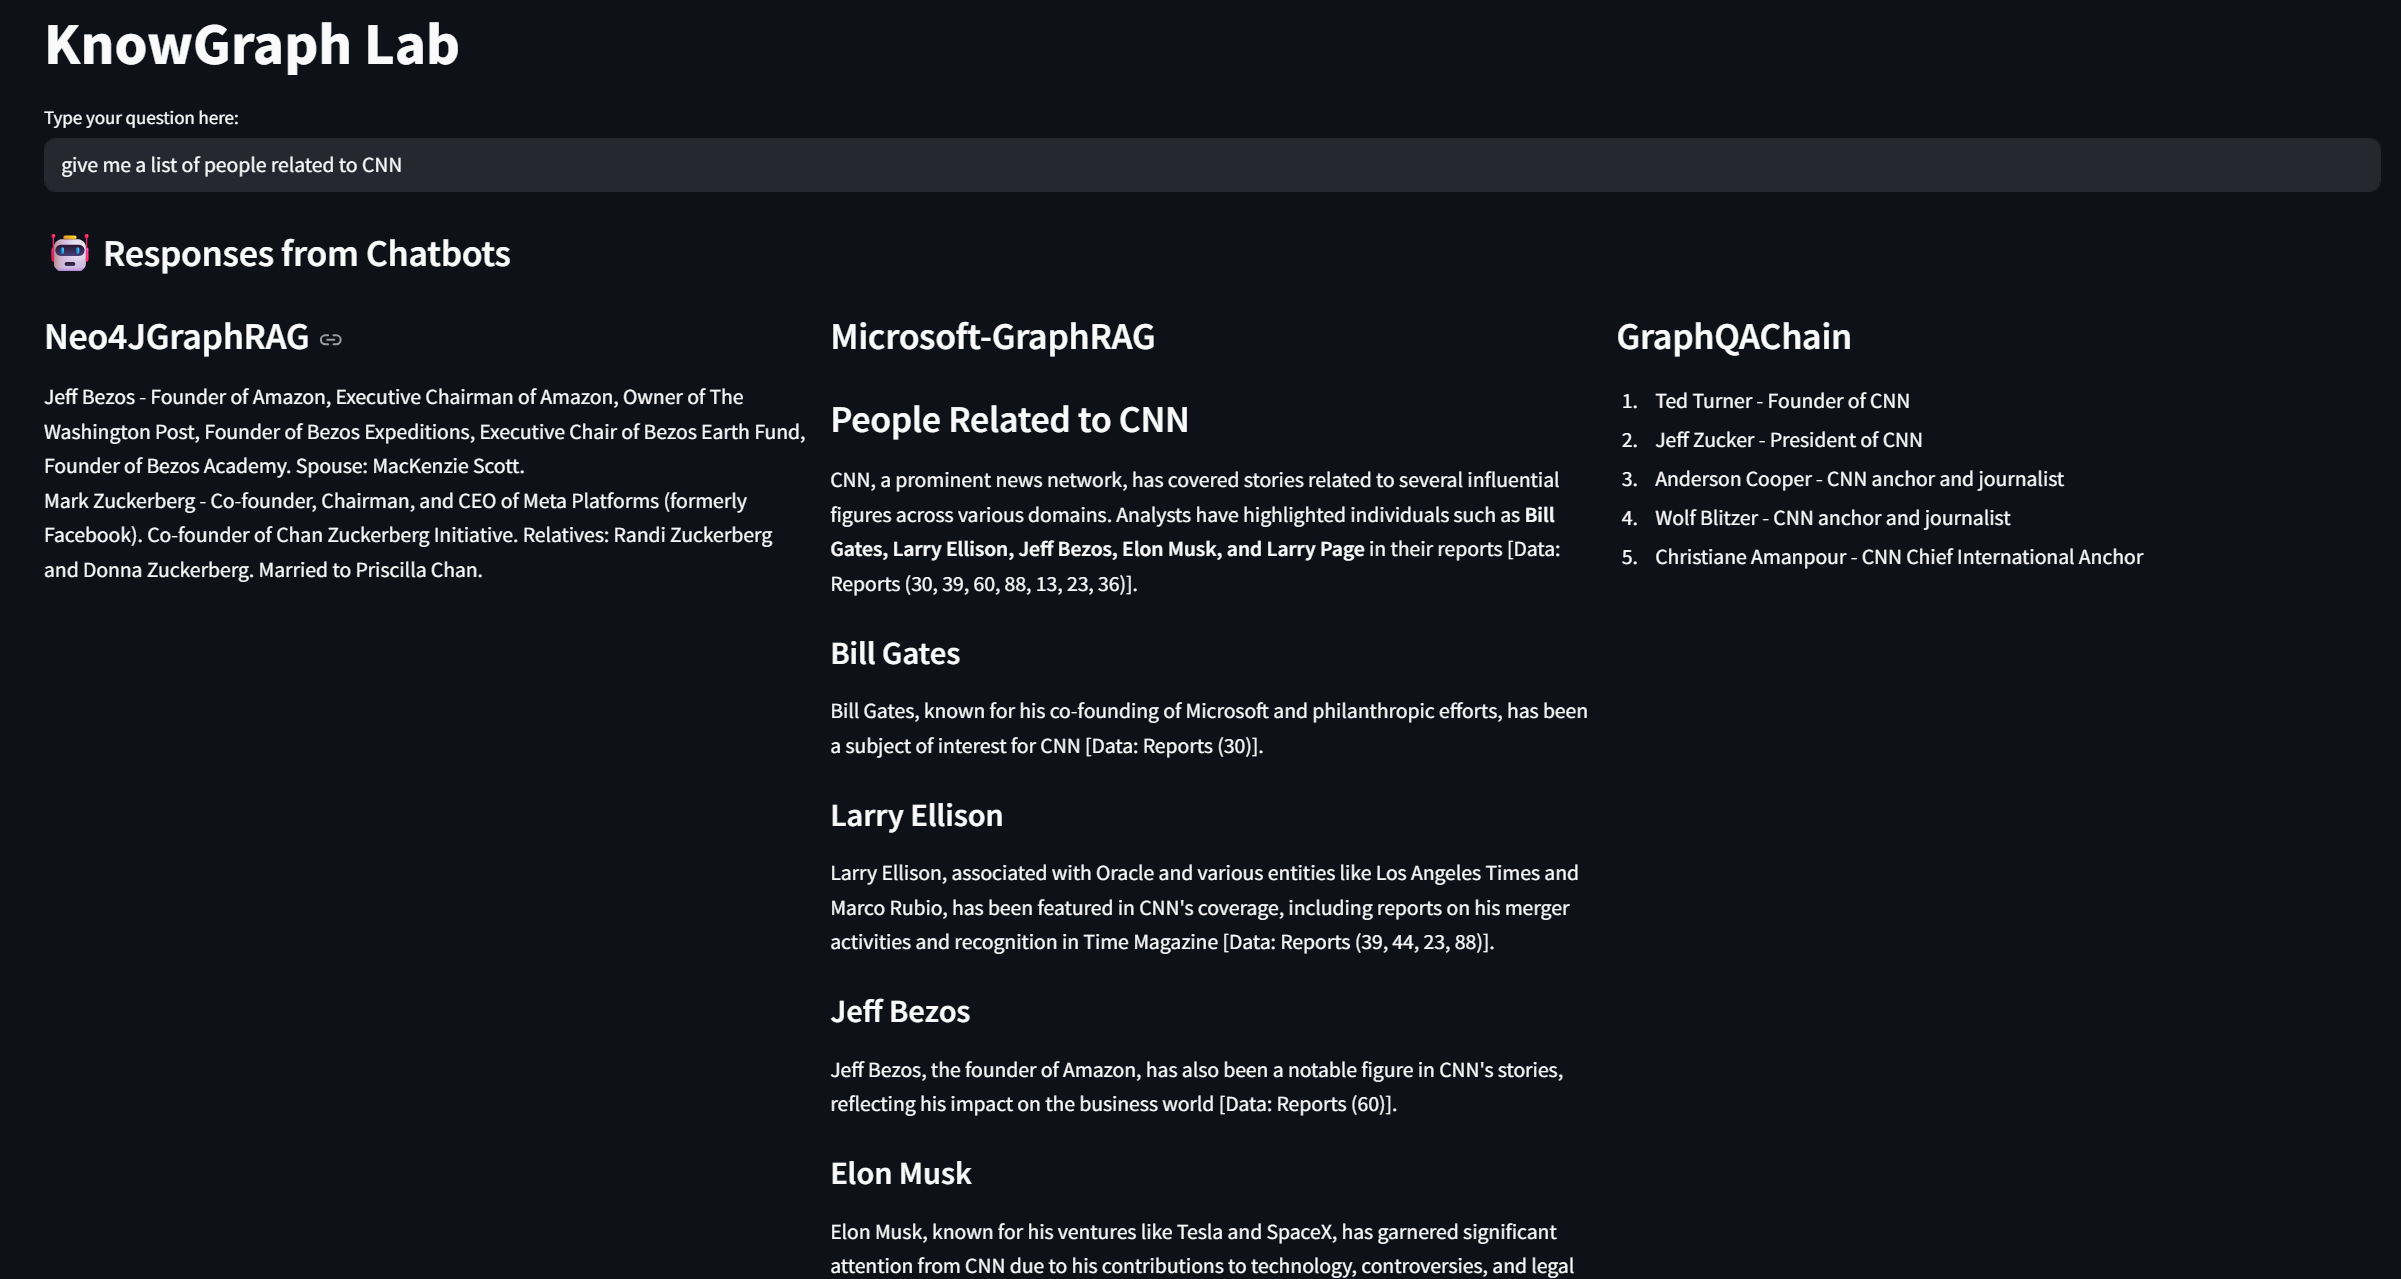 KnowGraph Lab
Type your question here:
give me a list of people related to CNN
Responses from Chatbots
Neo4JGraphRAG
Jeff Bezos - Founder of Amazon, Executive Chairman of Amazon, Owner of The
Washington Post, Founder of Bezos Expeditions, Executive Chair of Bezos Earth Fund,
Founder of Bezos Academy. Spouse: MacKenzie Scott.
Mark Zuckerberg - Co-founder, Chairman, and CEO of Meta Platforms (formerly
Facebook). Co-founder of Chan Zuckerberg Initiative. Relatives: Randi Zuckerberg
and Donna Zuckerberg. Married to Priscilla Chan.
Microsoft-GraphRAG
People Related to CNN
CNN, a prominent news network, has covered stories related to several influential
figures across various domains. Analysts have highlighted individuals such as Bill
Gates, Larry Ellison, Jeff Bezos, Elon Musk, and Larry Page in their reports [Data:
Reports (30, 39, 60, 88, 13, 23, 36)].
Bill Gates
Bill Gates, known for his co-founding of Microsoft and philanthropic efforts, has been
a subject of interest for CNN [Data: Reports (30)].
Larry Ellison
Larry Ellison, associated with Oracle and various entities like Los Angeles Times and
Marco Rubio, has been featured in CNN's coverage, including reports on his merger
activities and recognition in Time Magazine [Data: Reports (39, 44, 23, 88)].
Jeff Bezos
Jeff Bezos, the founder of Amazon, has also been a notable figure in CNN's stories,
reflecting his impact on the business world [Data: Reports (60)].
Elon Musk
Elon Musk, known for his ventures like Tesla and SpaceX, has garnered significant
attention from CNN due to his contributions to technology, controversies, and legal
GraphQAChain
1. Ted Turner - Founder of CNN
2. Jeff Zucker - President of CNN
3. Anderson Cooper - CNN anchor and journalist
4. Wolf Blitzer - CNN anchor and journalist
5. Christiane Amanpour - CNN Chief International Anchor